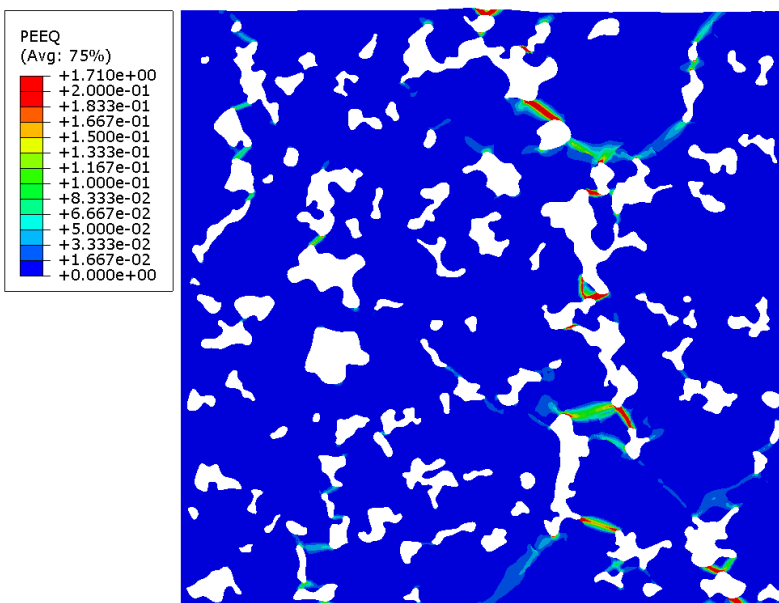 PEEQ
(Avg: 75%)
+1.710e+00
+2.000e-01
+1.833e-01
+1.667e-01
+1.500e-01
+1.333e-01
+1.167e-01
+1.000e-01
+8.333e-02
+6.667e-02
+5.000e-02
+3.333e-02
+1.667e-02
+0.000e+00